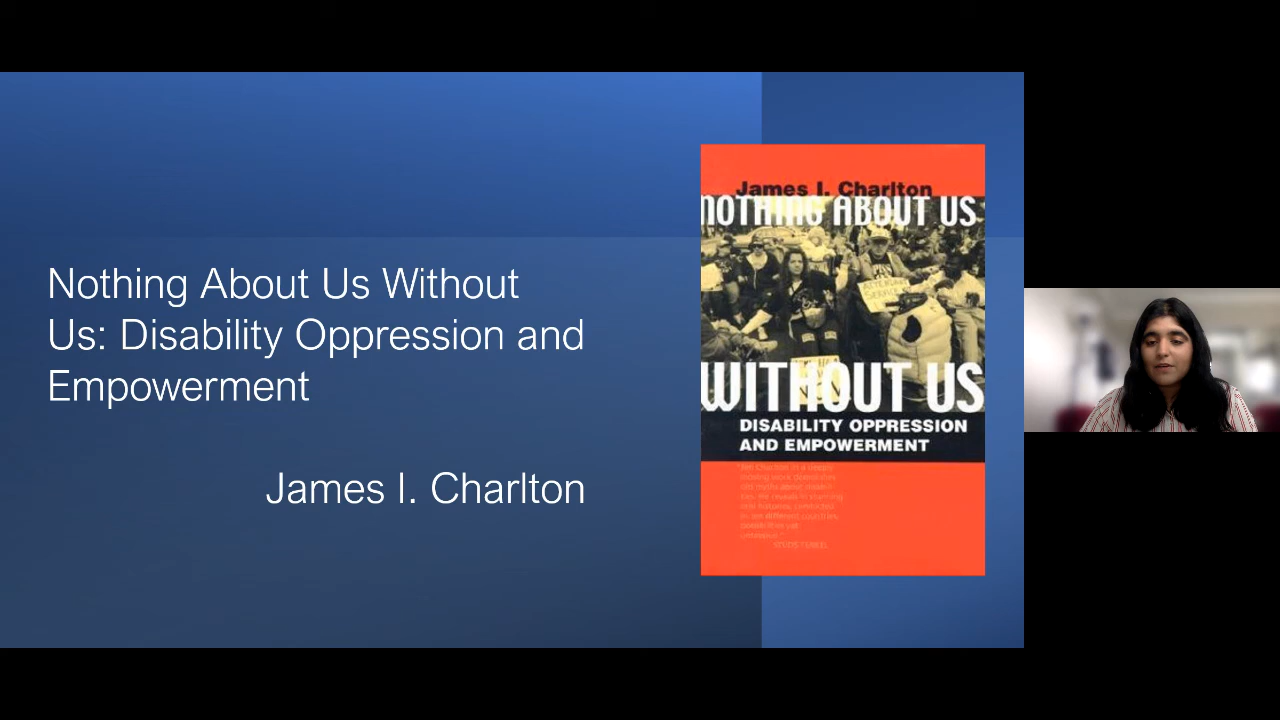 Nothing About Us Without
Us: Disability Oppression and
Empowerment
James I. Charlton
James I. Charlton
NOTHING ABOUT US
WITHOUT US
DISABILITY OPPRESSION
AND EMPOWERMENT